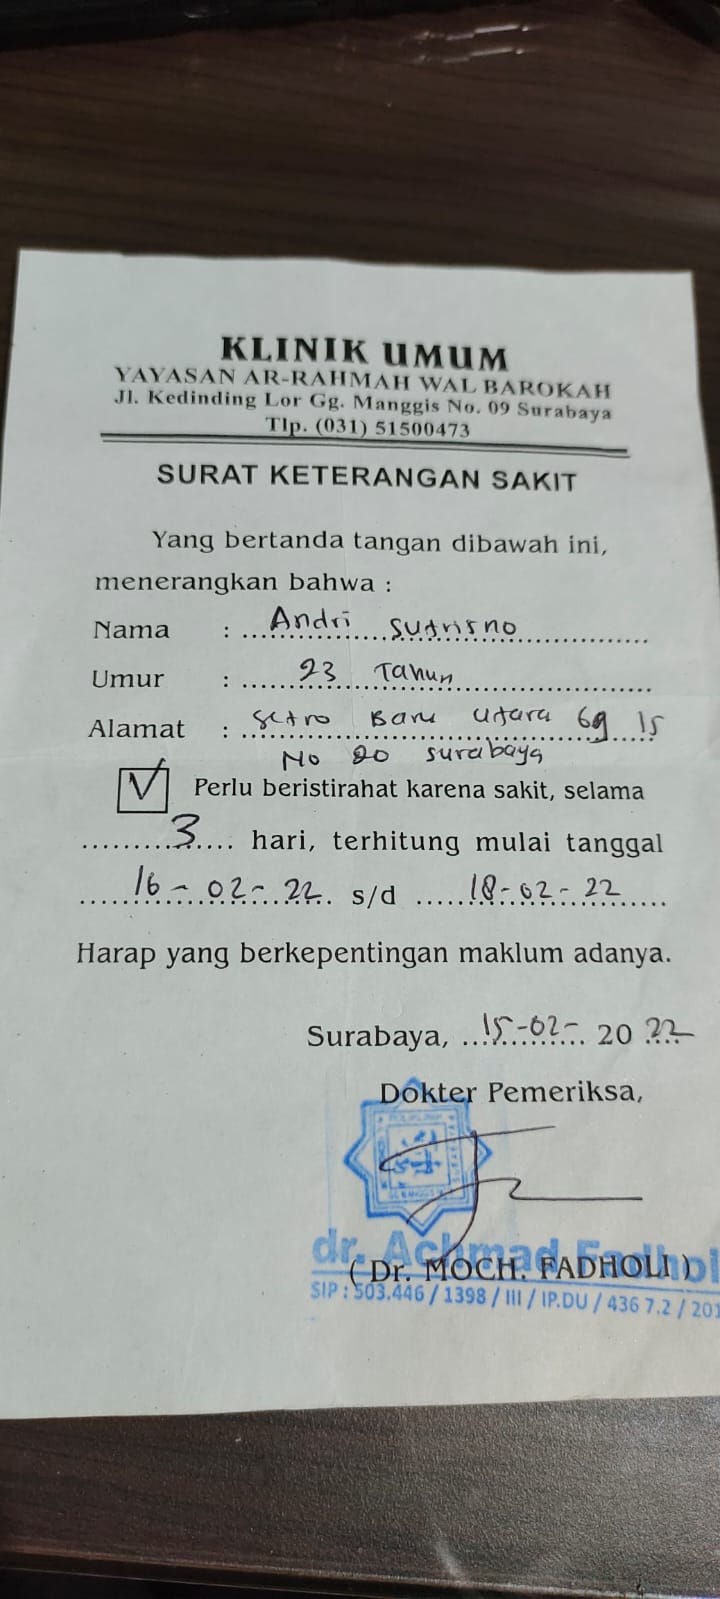 KLINIK UMUM
YAYASAN AR-RAHMAH WAL BAROKAH
Jl. Kedinding Lor Gg. Manggis No. 09 Surabaya
Tlp. (031) 51500473
SURAT KETERANGAN SAKIT
Yang bertanda tangan dibawah ini,
menerangkan bahwa :
Nama : Andri Sutrisno
Umur : 23 Tahun
Alamat : Setro Baru Utara Gg 15
No 20 Surabaya
V Perlu beristirahat karena sakit, selama
3 hari, terhitung mulai tanggal
16-02-22 s/d 18-02-22
Harap yang berkepentingan maklum adanya.
Surabaya, 15-02- 2022
Dokter Pemeriksa,
dr. Achmad Fadhol
( Dr. MOCH. FADHOLI )
SIP : 503.446 / 1398 / III / IP.DU / 436 7.2 / 201